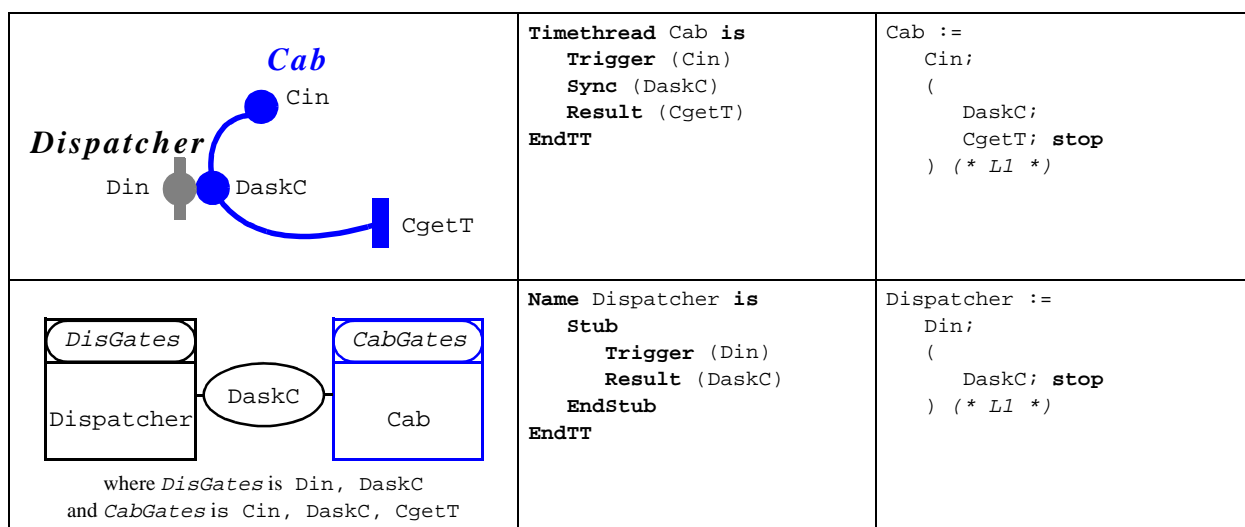 Cab
Cin
Dispatcher
Din
DaskC
CgetT
Timethread Cab is
Trigger (Cin)
Sync (DaskC)
Result (CgetT)
EndTT
Cab :=
Cin;
(
DaskC;
CgetT; stop
) (* L1 *)
DisGates
CabGates
DaskC
Dispatcher
Cab
where DisGates is Din, DaskC
and CabGates is Cin, DaskC, CgetT
Name Dispatcher is
Stub
Trigger (Din)
Result (DaskC)
EndStub
EndTT
Dispatcher :=
Din;
(
DaskC; stop
) (* L1 *)